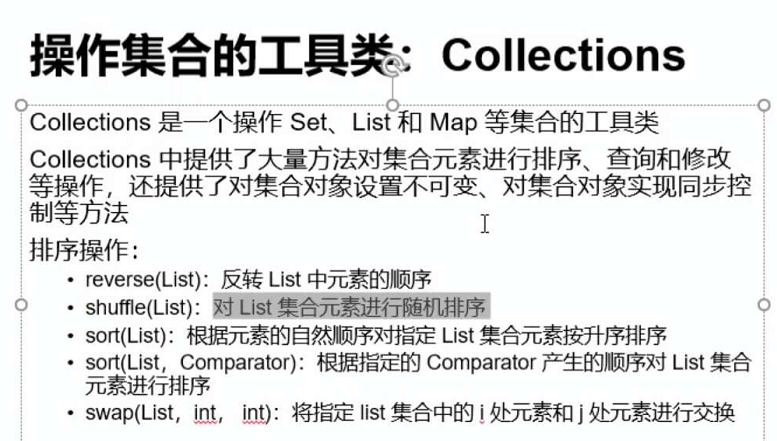 操作集合的工具类：Collections
Collections 是一个操作 Set、List 和 Map 等集合的工具类
Collections 中提供了大量方法对集合元素进行排序、查询和修改
等操作，还提供了对集合对象设置不可变、对集合对象实现同步控
制等方法
排序操作：
• reverse(List)：反转 List 中元素的顺序
• shuffle(List)：对 List 集合元素进行随机排序
• sort(List)：根据元素的自然顺序对指定 List 集合元素按升序排序
• sort(List，Comparator)：根据指定的 Comparator 产生的顺序对 List 集合
元素进行排序
• swap(List，int， int)：将指定 list 集合中的 i 处元素和 j 处元素进行交换